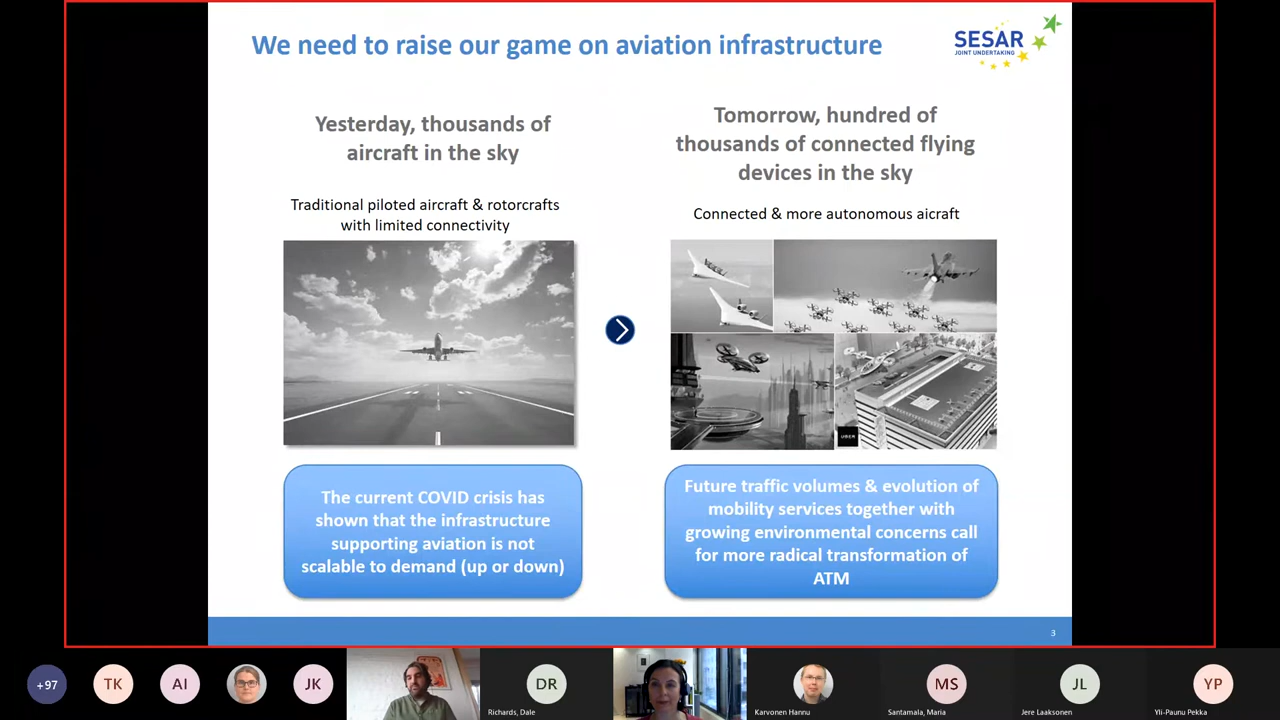 We need to raise our game on aviation infrastructure
SESAR
JOINT UNDERTAKING
Yesterday, thousands of
aircraft in the sky
Traditional piloted aircraft & rotorcrafts
with limited connectivity
The current COVID crisis has
shown that the infrastructure
supporting aviation is not
scalable to demand (up or down)
Tomorrow, hundred of
thousands of connected flying
devices in the sky
Connected & more autonomous aicraft
UBER
Future traffic volumes & evolution of
mobility services together with
growing environmental concerns call
for more radical transformation of
ATM
3
+97
TK
AI
JK
DR
Richards, Dale
Karvonen Hannu
MS
Santamala, Maria
JL
Jere Laaksonen
YP
Yli-Paunu Pekka